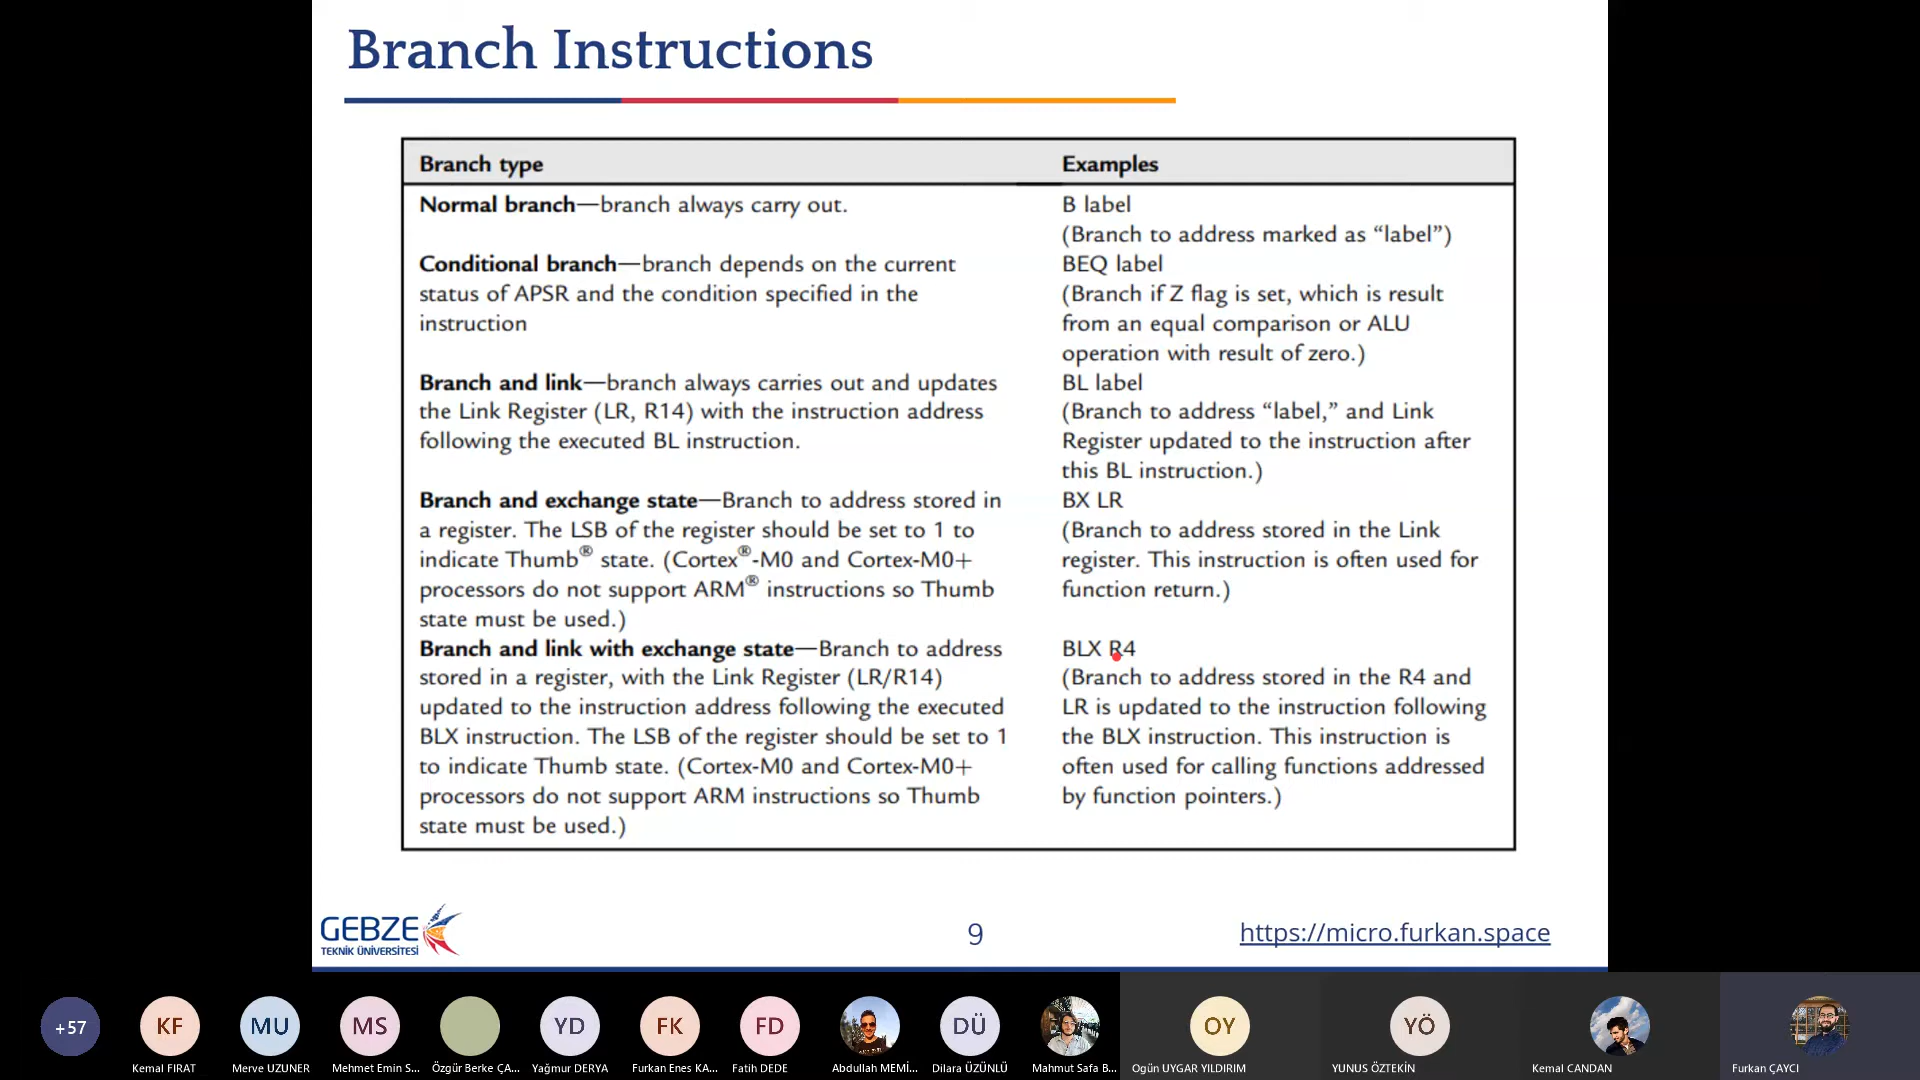 Branch Instructions
Branch type
Examples
Normal branch—branch always carry out.
B label
(Branch to address marked as “label”)
Conditional branch—branch depends on the current
status of APSR and the condition specified in the
instruction
BEQ label
(Branch if Z flag is set, which is result
from an equal comparison or ALU
operation with result of zero.)
Branch and link—branch always carries out and updates
the Link Register (LR, R14) with the instruction address
following the executed BL instruction.
BL label
(Branch to address “label,” and Link
Register updated to the instruction after
this BL instruction.)
Branch and exchange state—Branch to address stored in
a register. The LSB of the register should be set to 1 to
indicate Thumb® state. (Cortex®-M0 and Cortex-M0+
processors do not support ARM® instructions so Thumb
state must be used.)
BX LR
(Branch to address stored in the Link
register. This instruction is often used for
function return.)
Branch and link with exchange state—Branch to address
stored in a register, with the Link Register (LR/R14)
updated to the instruction address following the executed
BLX instruction. The LSB of the register should be set to 1
to indicate Thumb state. (Cortex-M0 and Cortex-M0+
processors do not support ARM instructions so Thumb
state must be used.)
BLX R4
(Branch to address stored in the R4 and
LR is updated to the instruction following
the BLX instruction. This instruction is
often used for calling functions addressed
by function pointers.)
GEBZE
TEKNİK ÜNİVERSİTESİ
9
https://micro.furkan.space
+57
KF
MU
MS
YD
FK
FD
DÜ
OY
YÖ
Kemal FIRAT
Merve UZUNER
Mehmet Emin S...
Özgür Berke ÇA...
Yağmur DERYA
Furkan Enes KA...
Fatih DEDE
Abdullah MEMİ...
Dilara ÜZÜNLÜ
Mahmut Safa B...
Ogün UYGAR YILDIRIM
YUNUS ÖZTEKİN
Kemal CANDAN
Furkan ÇAYCI